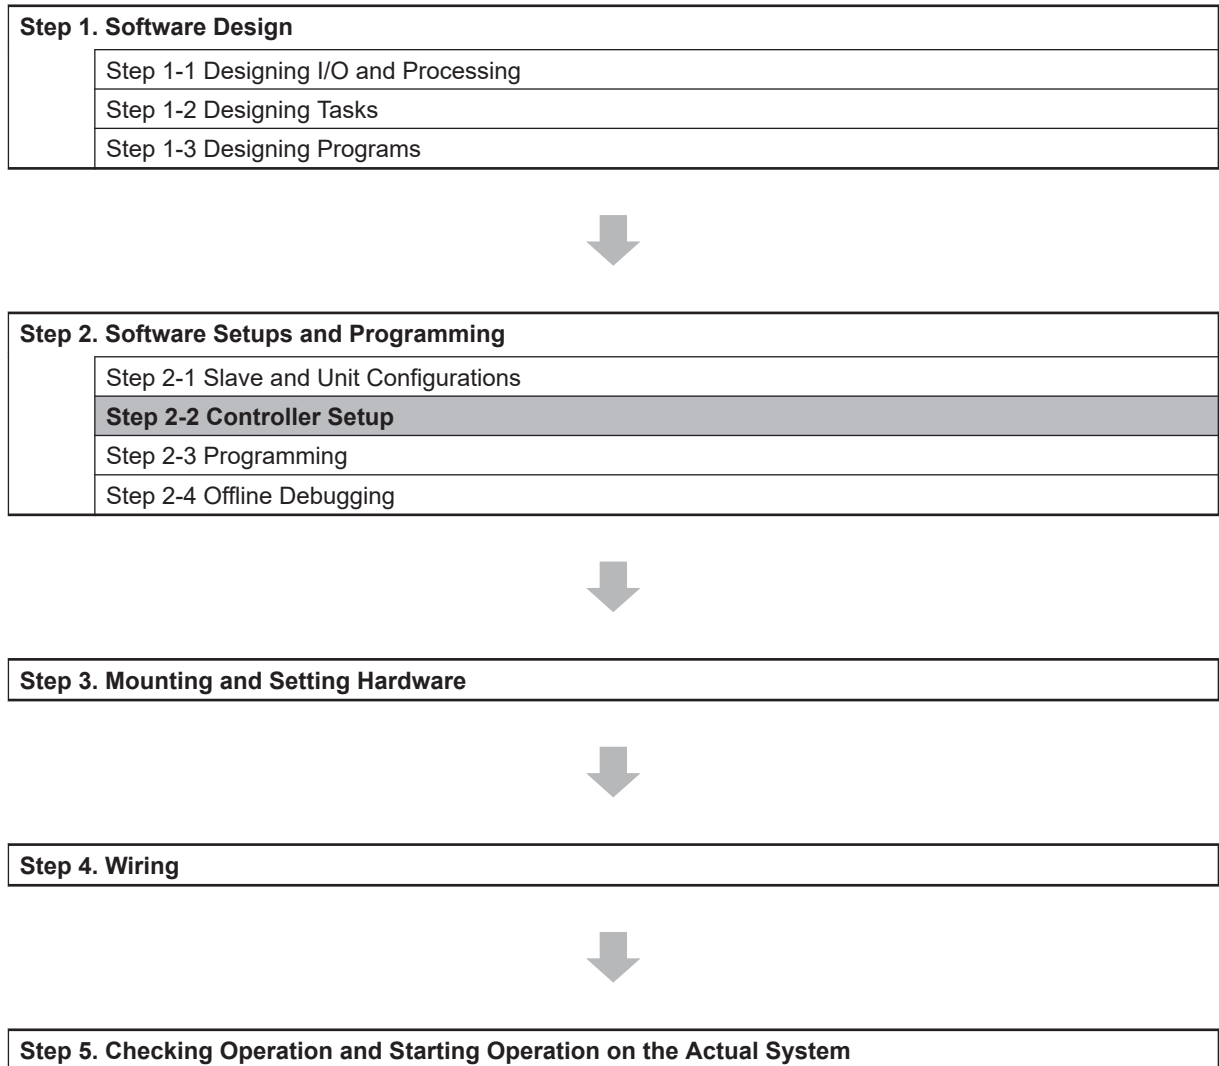 Step 1. Software Design
Step 1-1 Designing I/O and Processing
Step 1-2 Designing Tasks
Step 1-3 Designing Programs
Step 2. Software Setups and Programming
Step 2-1 Slave and Unit Configurations
Step 2-2 Controller Setup
Step 2-3 Programming
Step 2-4 Offline Debugging
Step 3. Mounting and Setting Hardware
Step 4. Wiring
Step 5. Checking Operation and Starting Operation on the Actual System